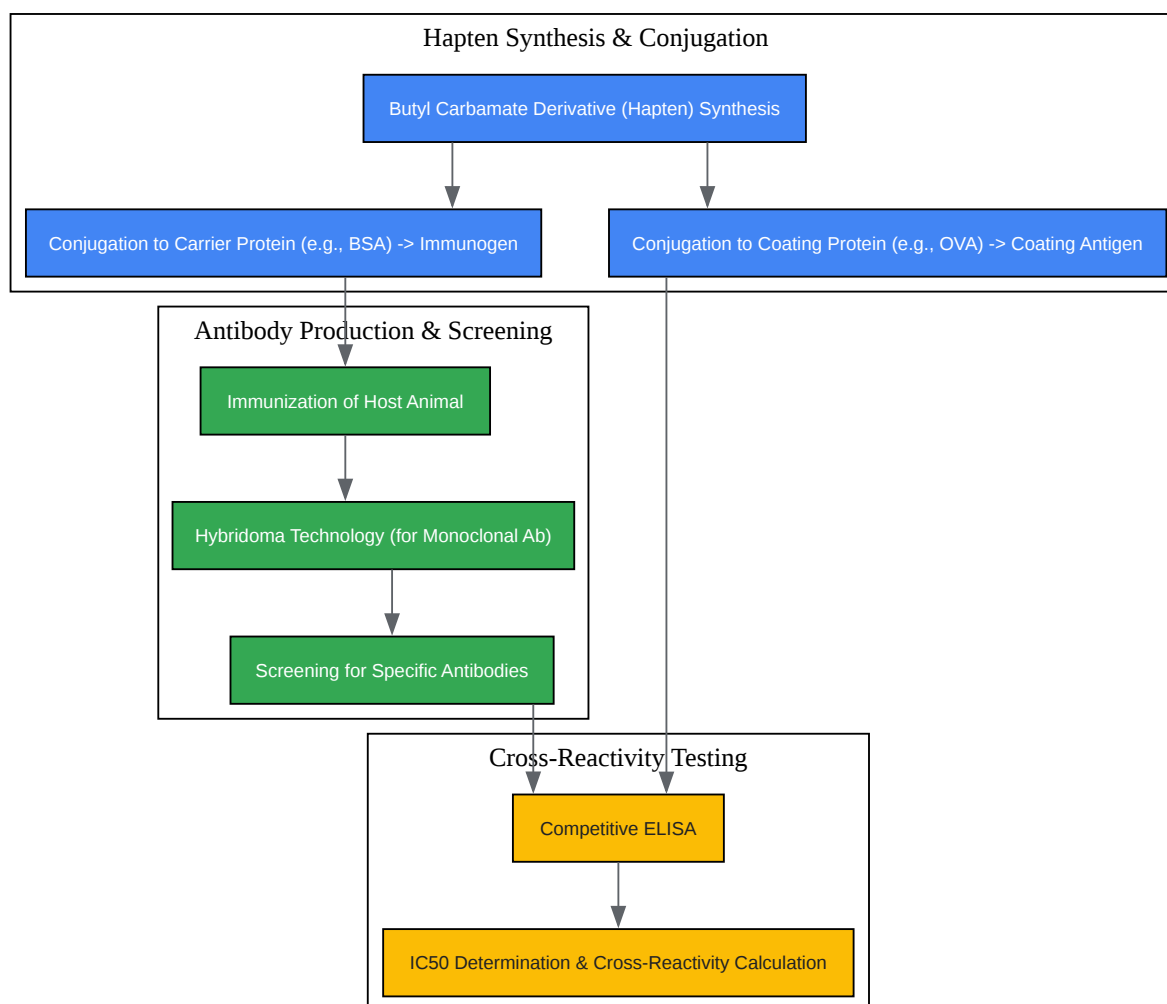 Hapten Synthesis & Conjugation
Butyl Carbamate Derivative (Hapten) Synthesis
Conjugation to Carrier Protein (e.g., BSA) -> Immunogen
Conjugation to Coating Protein (e.g., OVA) -> Coating Antigen
Antibody Production & Screening
Immunization of Host Animal
Hybridoma Technology (for Monoclonal Ab)
Screening for Specific Antibodies
Cross-Reactivity Testing
Competitive ELISA
IC50 Determination & Cross-Reactivity Calculation